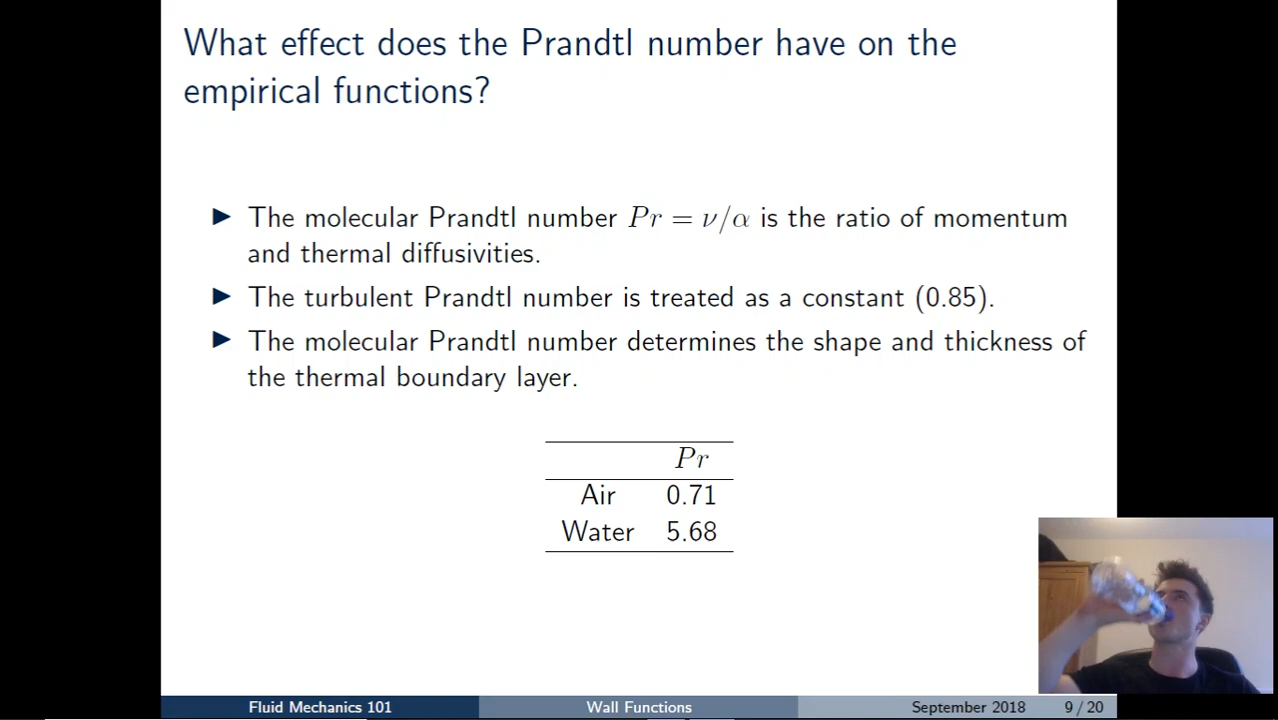 What effect does the Prandtl number have on the
empirical functions?
▶ The molecular Prandtl number Pr = ν/α is the ratio of momentum
and thermal diffusivities.
▶ The turbulent Prandtl number is treated as a constant (0.85).
▶ The molecular Prandtl number determines the shape and thickness of
the thermal boundary layer.
Pr
Air 0.71
Water 5.68
Fluid Mechanics 101 Wall Functions September 2018 9 / 20